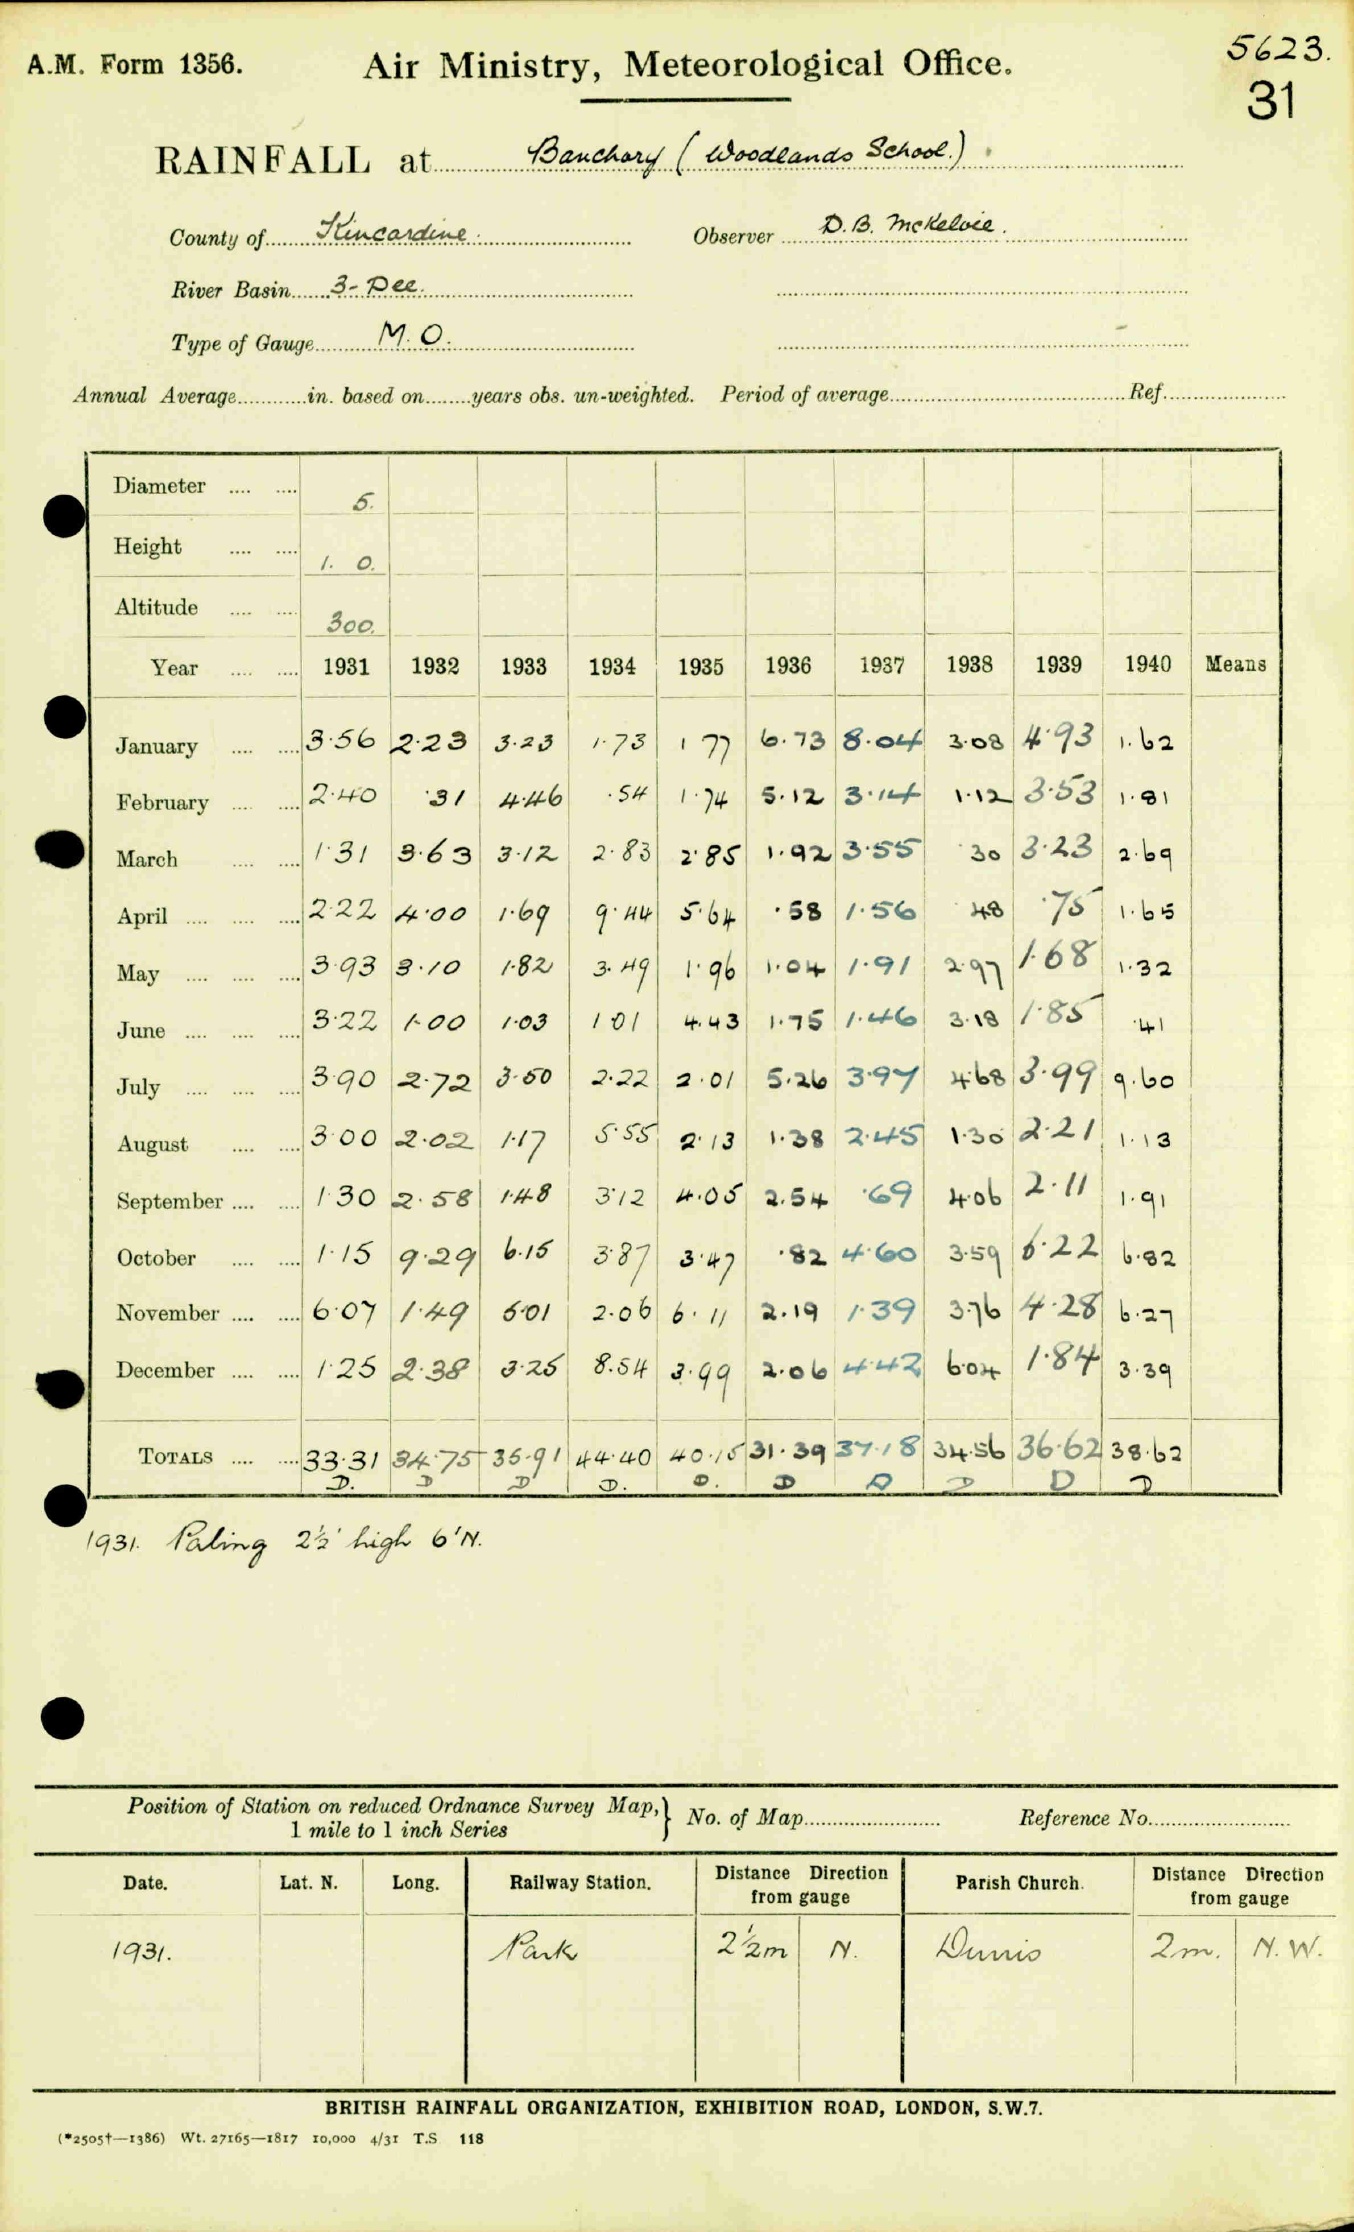 5623.
A.M. Form 1356. Air Ministry, Meteorological Office. 31
RAINFALL at Banchory (Woodlands School.)
County of Kincardine. Observer D.B. McKelvie.
River Basin 3-Dee.
Type of Gauge M.O.
Annual Average in. based on years obs. un-weighted. Period of average Ref.
Diameter 5.
Height 1. 0.
Altitude 300.
Year 1931 1932 1933 1934 1935 1936 1937 1938 1939 1940 Means
January 3.56 2.23 3.23 1.73 1 77 6.73 8.04 3.08 4.93 1.62
February 2.40 .31 4.46 .54 1.74 5.12 3.14 1.12 3.53 1.81
March 1.31 3.63 3.12 2.83 2.85 1.92 3.55 .30 3.23 2.69
April 2.22 4.00 1.69 9.44 5.64 .58 1.56 .48 .75 1.65
May 3.93 3.10 1.82 3.49 1.96 1.04 1.91 2.97 1.68 1.32
June 3.22 1.00 1.03 1.01 4.43 1.75 1.46 3.18 1.85 .41
July 3.90 2.72 3.50 2.22 2.01 5.26 3.97 4.68 3.99 9.60
August 3.00 2.02 1.17 5.55 2.13 1.38 2.45 1.30 2.21 1.13
September 1.30 2.58 1.48 3.12 4.05 2.54 .69 4.06 2.11 1.91
October 1.15 9.29 6.15 3.87 3.47 .82 4.60 3.59 6.22 6.82
November 6.07 1.49 5.01 2.06 6.11 2.19 1.39 3.76 4.28 6.27
December 1.25 2.38 3.25 8.54 3.99 2.06 4.42 6.04 1.84 3.39
TOTALS 33.31 34.75 35.91 44.40 40.15 31.39 37.18 34.56 36.62 38.62
D. D D D. D. D D D D D
1931. Paling 2½' high 6'N.
Position of Station on reduced Ordnance Survey Map, } No. of Map Reference No.
1 mile to 1 inch Series
Date. Lat. N. Long. Railway Station. Distance Direction from gauge Parish Church. Distance Direction from gauge
1931. Park 2½m N. Durris 2m. N.W.
BRITISH RAINFALL ORGANIZATION, EXHIBITION ROAD, LONDON, S.W.7.
(*2505†—1386) Wt. 27165—1817 10,000 4/31 T.S 118